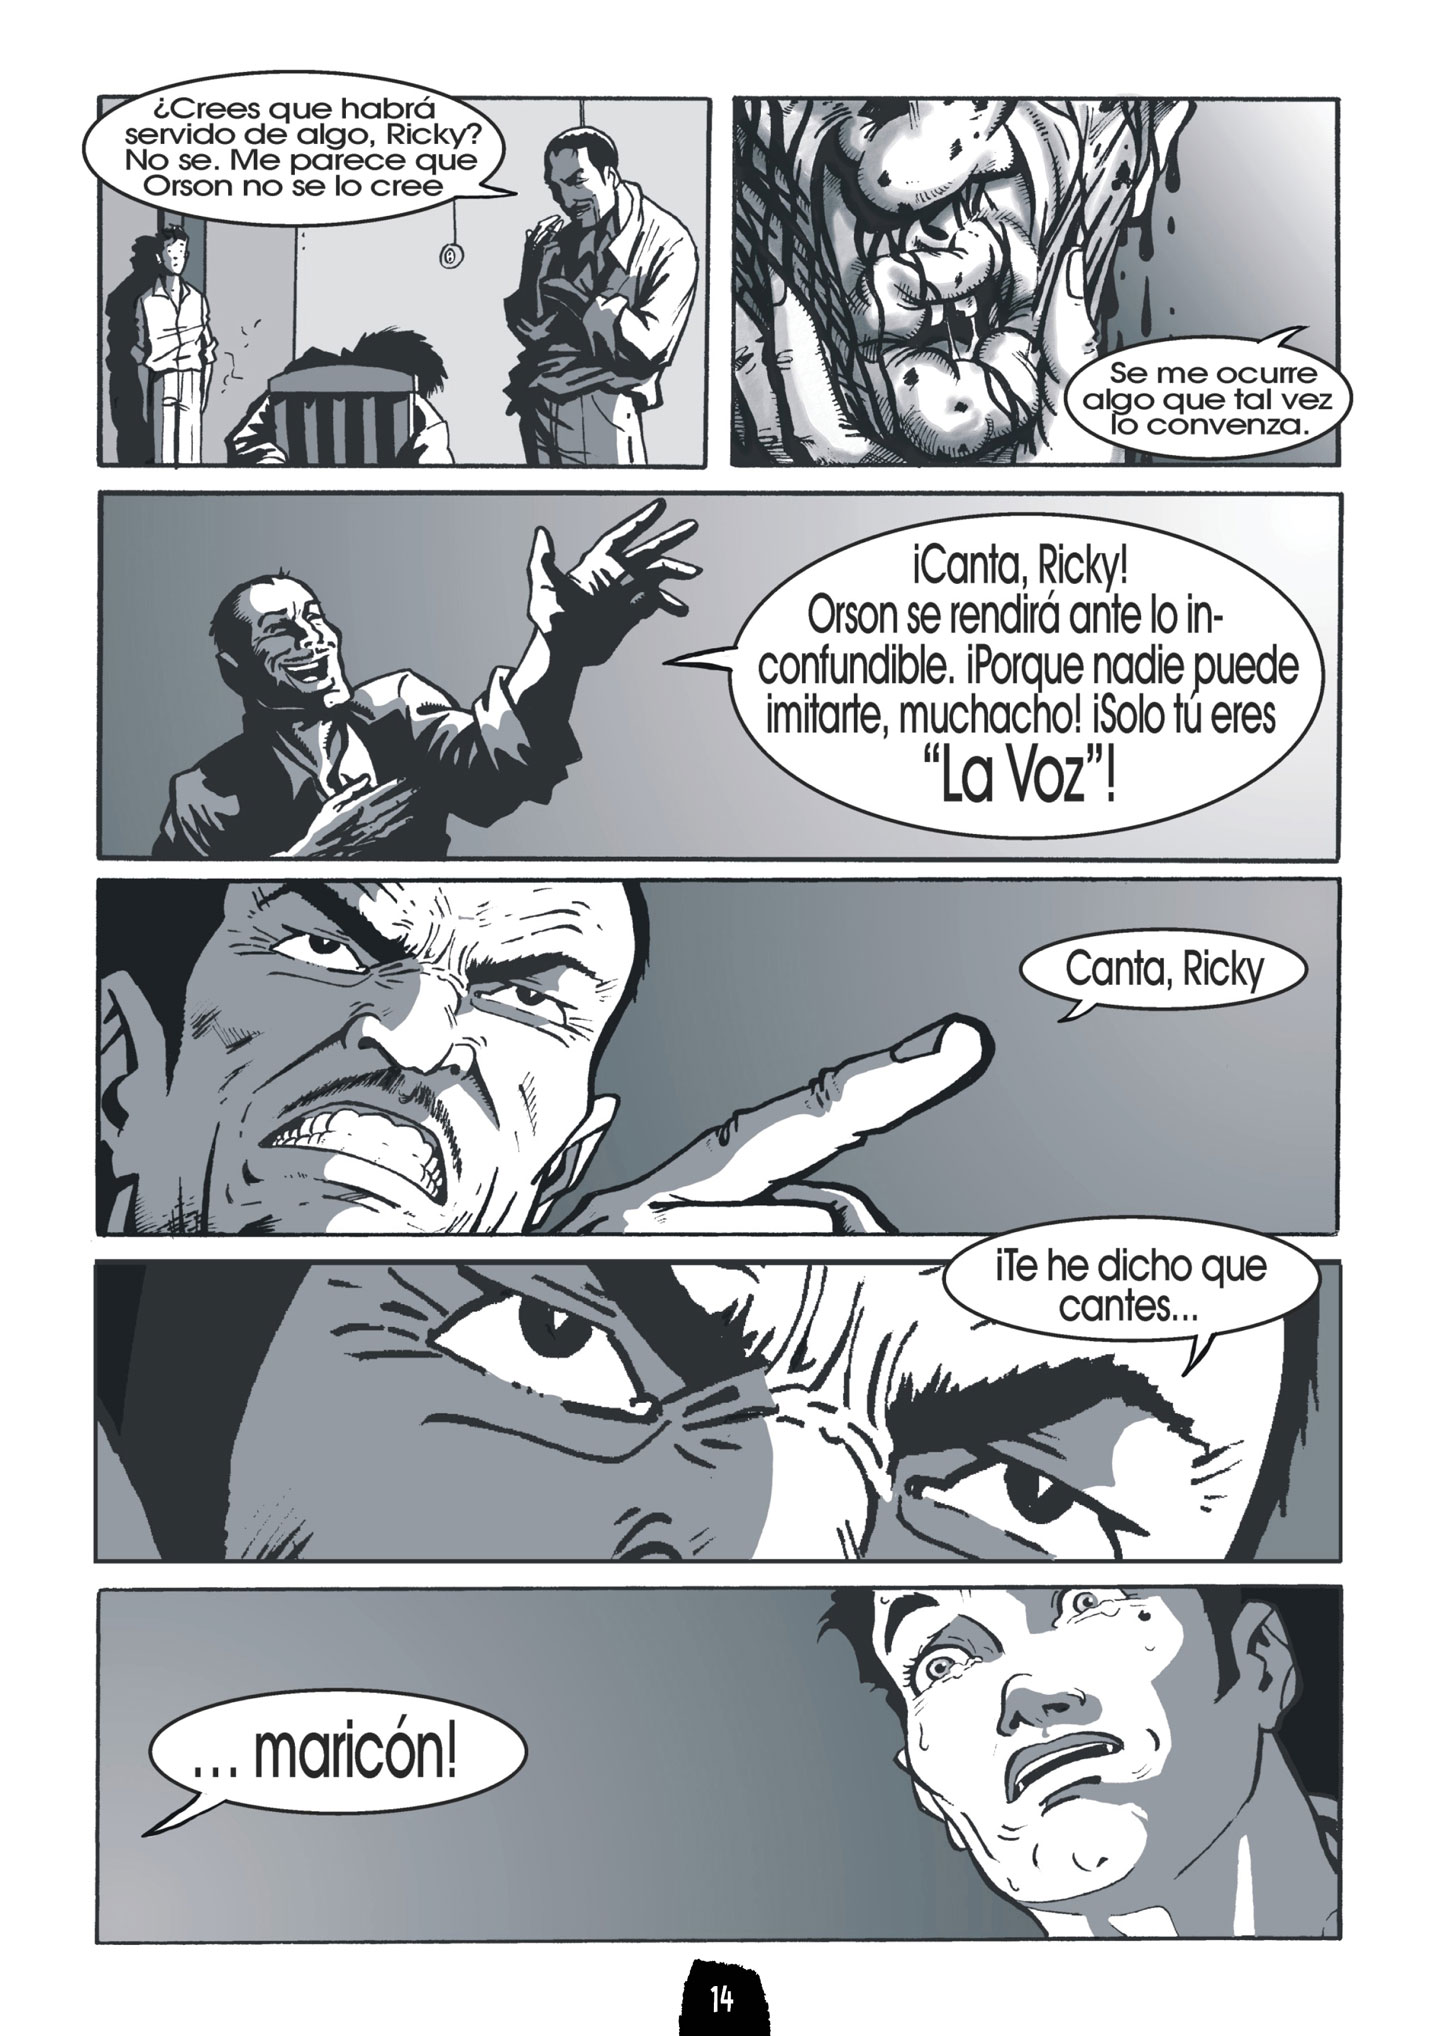 ¿Crees que habrá
servido de algo, Ricky?
No se. Me parece que
Orson no se lo cree
Se me ocurre
algo que tal vez
lo convenza.
¡Canta, Ricky!
Orson se rendirá ante lo in-
confundible. ¡Porque nadie puede
imitarte, muchacho! ¡Solo tú eres
“La Voz”!
Canta, Ricky
¡Te he dicho que
cantes...
... maricón!
14